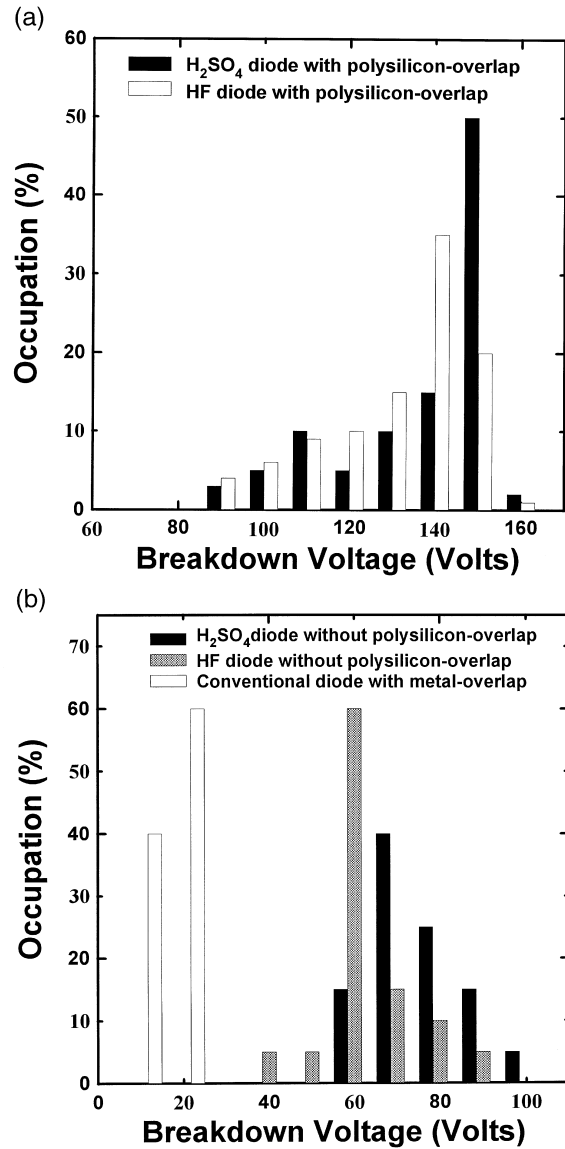 (a)
60
50
40
30
20
10
0
Occupation (%)
H₂SO₄ diode with polysilicon-overlap
HF diode with polysilicon-overlap
60 80 100 120 140 160
Breakdown Voltage (Volts)
(b)
70
60
50
40
30
20
10
0
Occupation (%)
H₂SO₄diode without polysilicon-overlap
HF diode without polysilicon-overlap
Conventional diode with metal-overlap
0 20 40 60 80 100
Breakdown Voltage (Volts)